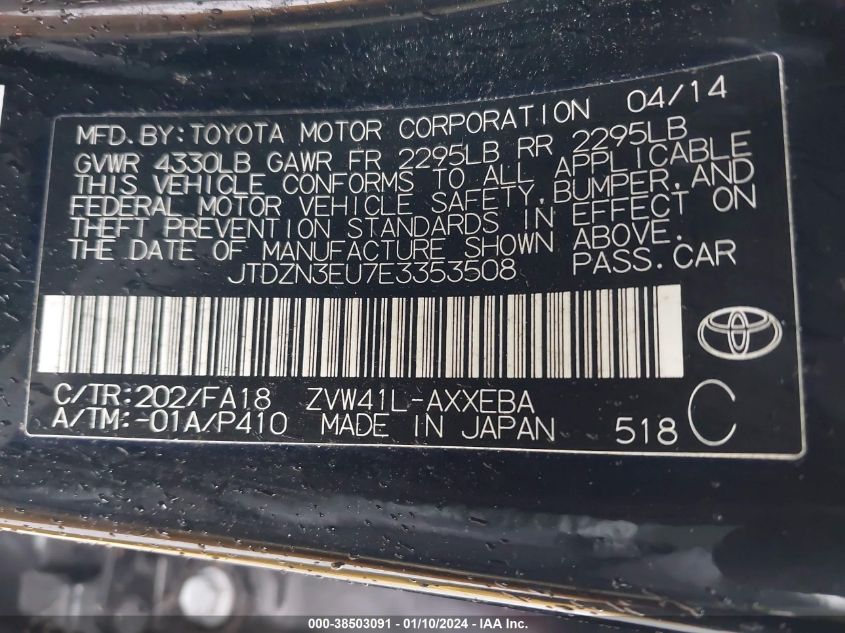 MFD. BY: TOYOTA MOTOR CORPORATION 04/14
GVWR 4330LB GAWR FR 2295LB RR 2295LB
THIS VEHICLE CONFORMS TO ALL APPLICABLE
FEDERAL MOTOR VEHICLE SAFETY, BUMPER, AND
THEFT PREVENTION STANDARDS IN EFFECT ON
THE DATE OF MANUFACTURE SHOWN ABOVE.
JTDZN3EU7E3353508 PASS. CAR
C/TR: 202/FA18 ZVW41L-AXXEBA
A/TM: -01A/P410 MADE IN JAPAN 518 C
000-38503091 - 01/10/2024 - IAA, Inc.